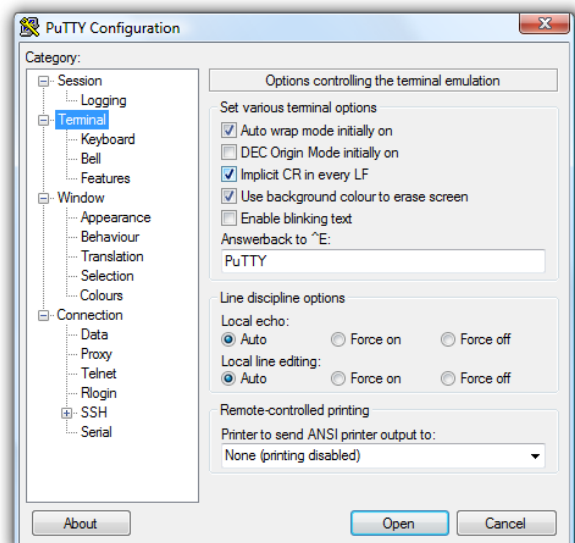 PuTTY Configuration
Category:
Session
Logging
Terminal
Keyboard
Bell
Features
Window
Appearance
Behaviour
Translation
Selection
Colours
Connection
Data
Proxy
Telnet
Rlogin
SSH
Serial
Options controlling the terminal emulation
Set various terminal options
Auto wrap mode initially on
DEC Origin Mode initially on
Implicit CR in every LF
Use background colour to erase screen
Enable blinking text
Answerback to ^E:
PuTTY
Line discipline options
Local echo:
Auto Force on Force off
Local line editing:
Auto Force on Force off
Remote-controlled printing
Printer to send ANSI printer output to:
None (printing disabled)
About Open Cancel